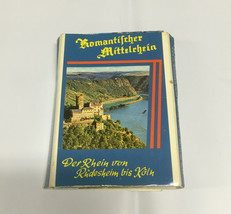 Romantischer
Mittelrhein
Der Rhein von
Rüdesheim bis Köln